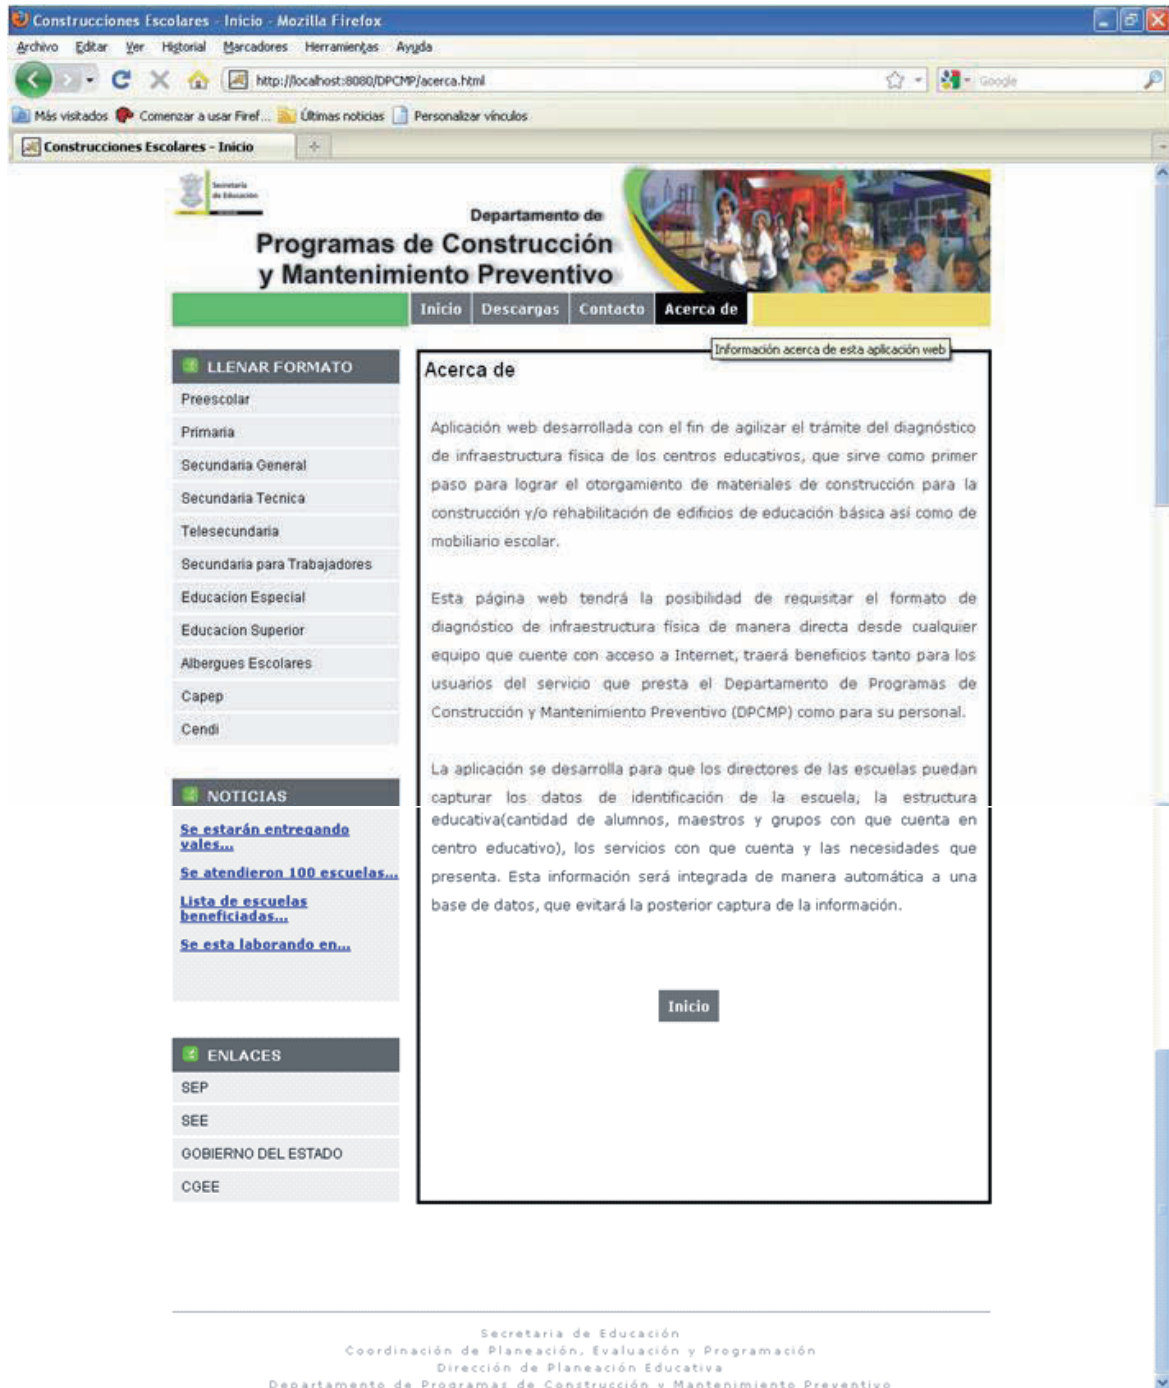 Construcciones Escolares - Inicio - Mozilla Firefox
Archivo Editar Ver Historial Marcadores Herramientas Ayuda
http://localhost:8080/DPCMP/acerca.html
Google
Más visitados Comenzar a usar Firef... Últimas noticias Personalizar vínculos
Construcciones Escolares - Inicio
Secretaría
de Educación
Departamento de
Programas de Construcción
y Mantenimiento Preventivo
Inicio Descargas Contacto Acerca de
Información acerca de esta aplicación web
LLENAR FORMATO
Preescolar
Primaria
Secundaria General
Secundaria Tecnica
Telesecundaria
Secundaria para Trabajadores
Educacion Especial
Educacion Superior
Albergues Escolares
Capep
Cendi
NOTICIAS
Se estarán entregando
vales...
Se atendieron 100 escuelas...
Lista de escuelas
beneficiadas...
Se esta laborando en...
ENLACES
SEP
SEE
GOBIERNO DEL ESTADO
CGEE
Acerca de
Aplicación web desarrollada con el fin de agilizar el trámite del diagnóstico
de infraestructura física de los centros educativos, que sirve como primer
paso para lograr el otorgamiento de materiales de construcción para la
construcción y/o rehabilitación de edificios de educación básica así como de
mobiliario escolar.
Esta página web tendrá la posibilidad de requisitar el formato de
diagnóstico de infraestructura física de manera directa desde cualquier
equipo que cuente con acceso a Internet, traerá beneficios tanto para los
usuarios del servicio que presta el Departamento de Programas de
Construcción y Mantenimiento Preventivo (DPCMP) como para su personal.
La aplicación se desarrolla para que los directores de las escuelas puedan
capturar los datos de identificación de la escuela, la estructura
educativa(cantidad de alumnos, maestros y grupos con que cuenta en
centro educativo), los servicios con que cuenta y las necesidades que
presenta. Esta información será integrada de manera automática a una
base de datos, que evitará la posterior captura de la información.
Inicio
Secretaria de Educación
Coordinación de Planeación, Evaluación y Programación
Dirección de Planeación Educativa
Departamento de Programas de Construcción y Mantenimiento Preventivo